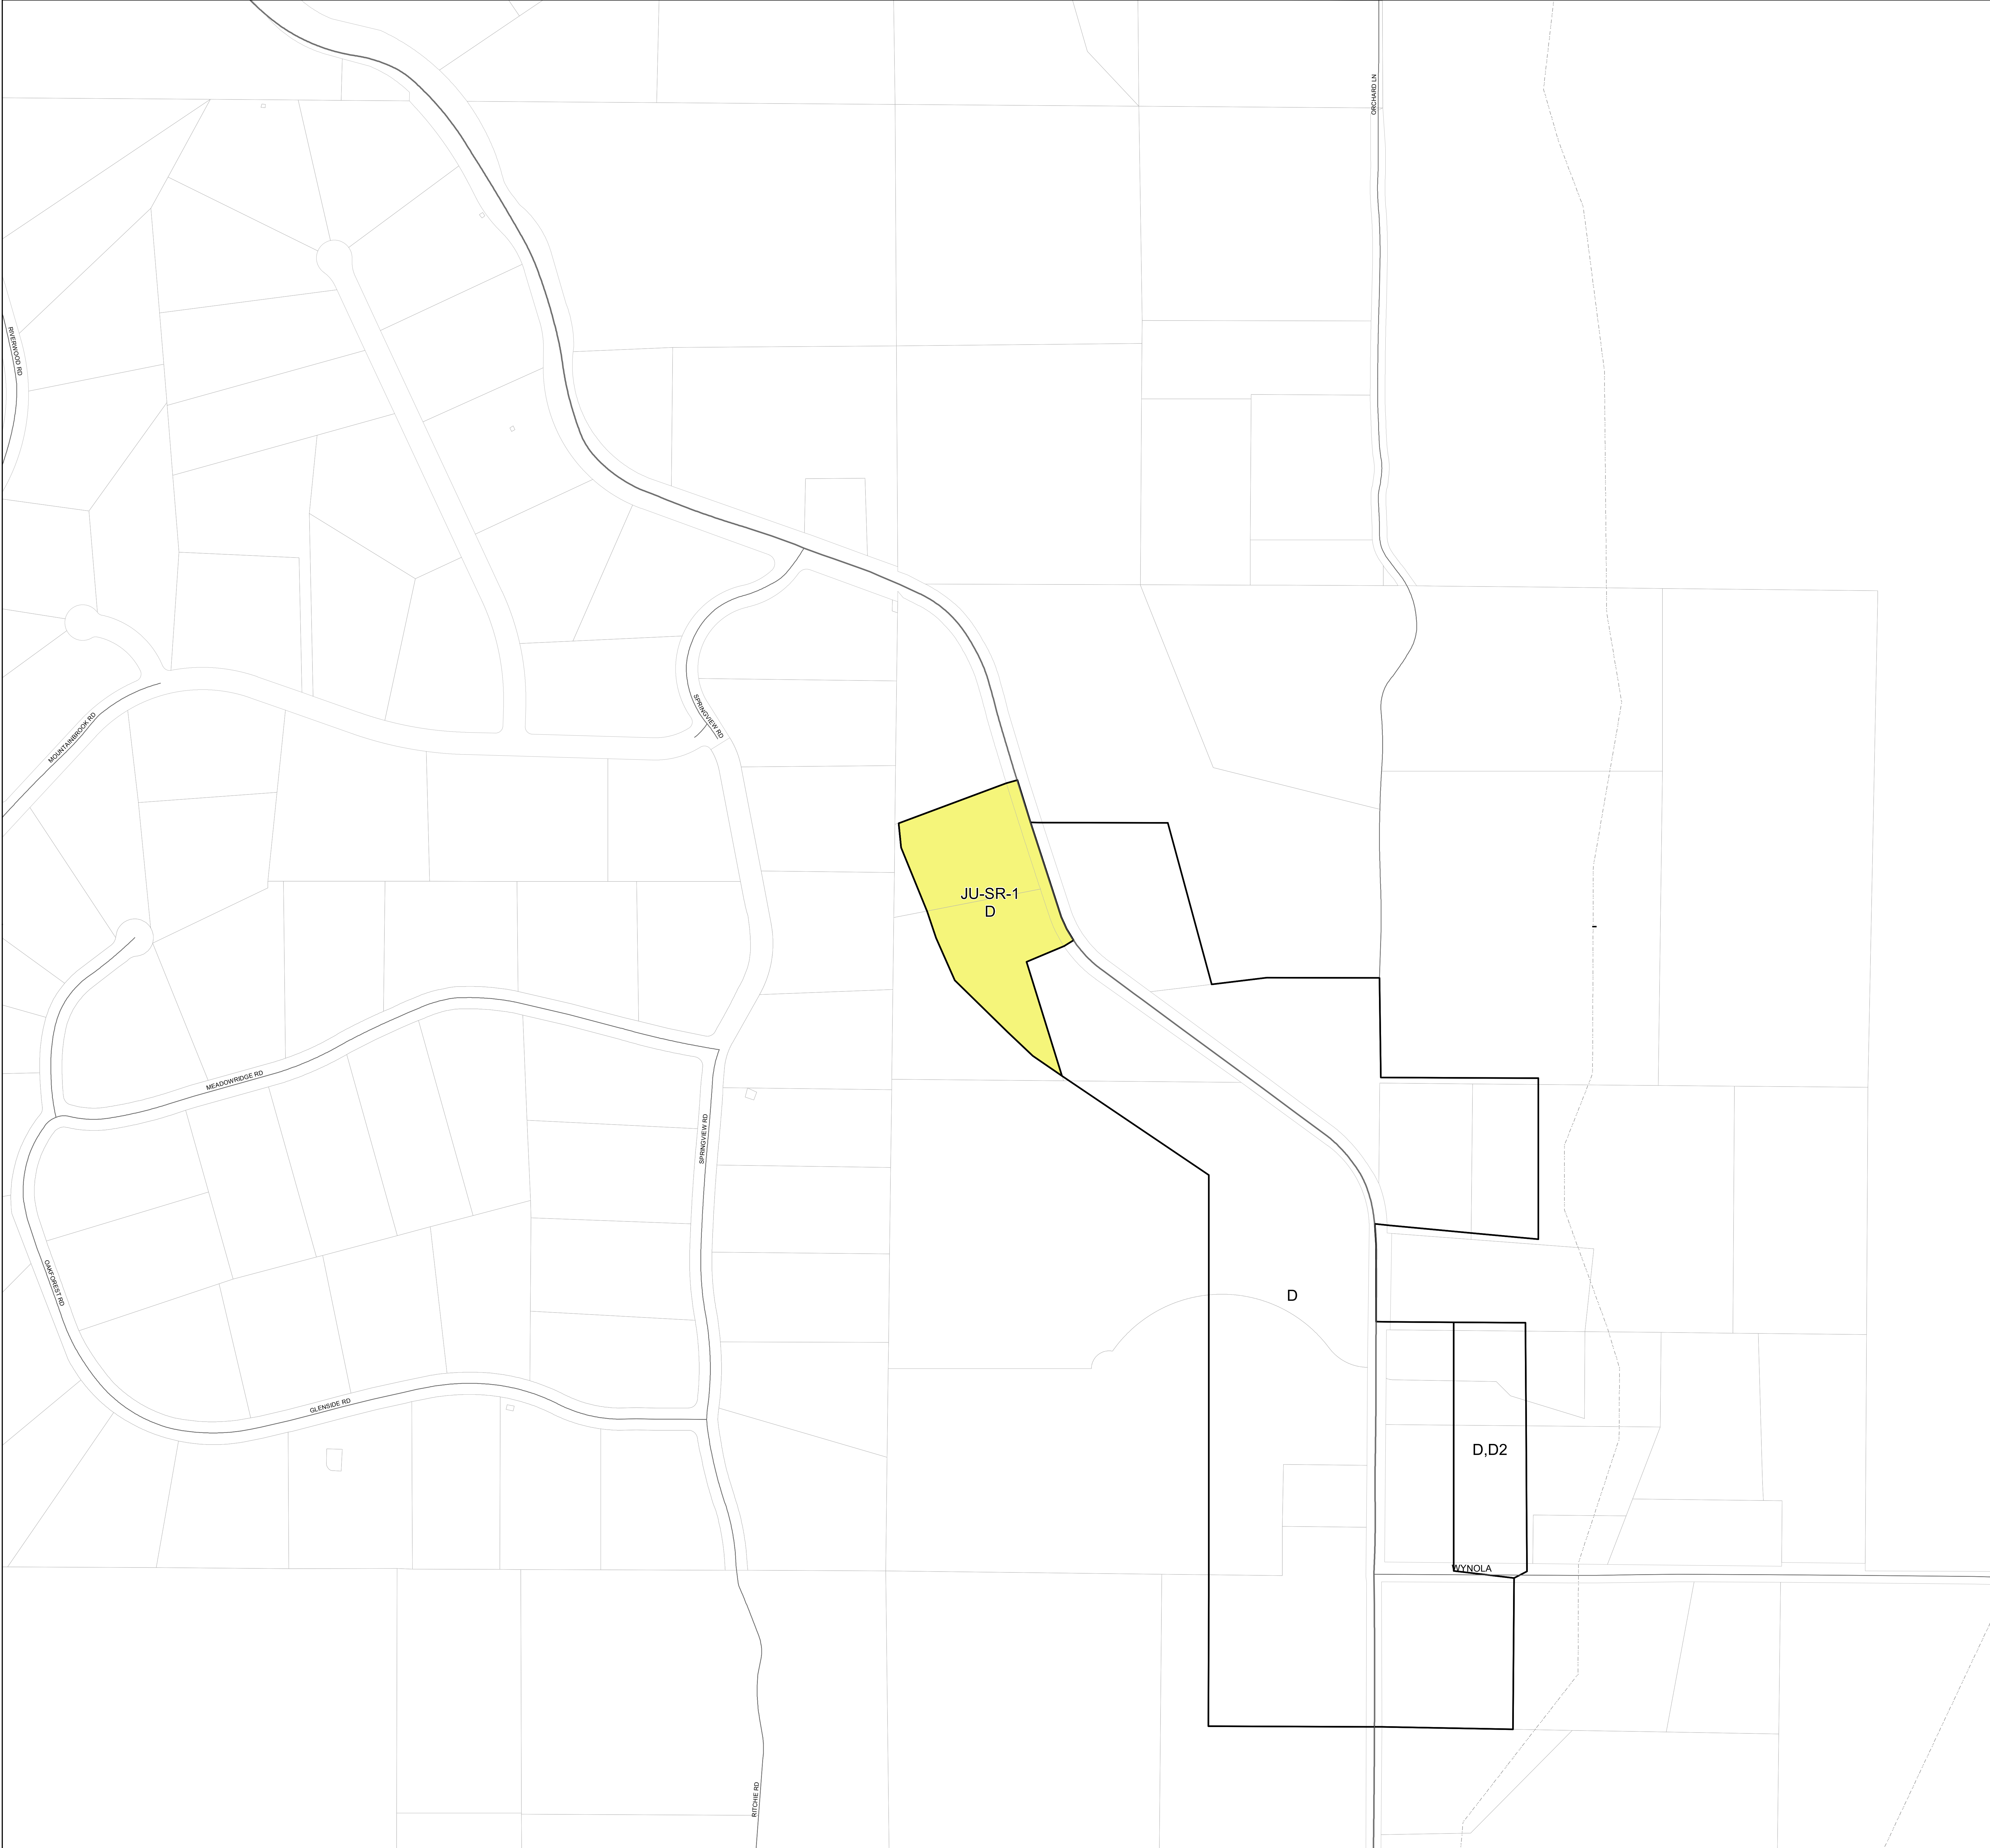 ORCHARD LN
RIVERWOOD RD
SPRINGVIEW RD
MOUNTAINBROOK RD
JU-SR-1
D
-
MEADOWRIDGE RD
SPRINGVIEW RD
OAKFOREST RD
D
GLENSIDE RD
D,D2
WYNOLA
RITCHIE RD